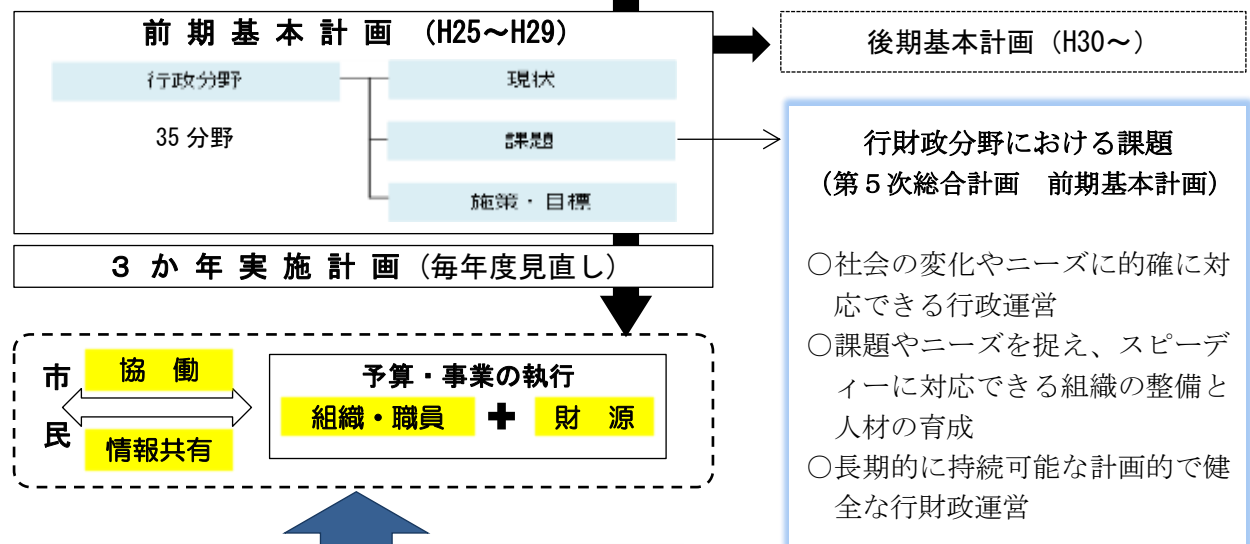 前 期 基 本 計 画 (H25～H29)
行政分野
35 分野
現状
課題
施策・目標
後期基本計画（H30～）
３ か 年 実 施 計 画（毎年度見直し）
市
民
協 働
情報共有
予算・事業の執行
組織・職員 ✚ 財 源
行財政分野における課題
（第５次総合計画 前期基本計画）
○社会の変化やニーズに的確に対
応できる行政運営
○課題やニーズを捉え、スピーデ
ィーに対応できる組織の整備と
人材の育成
○長期的に持続可能な計画的で健
全な行財政運営